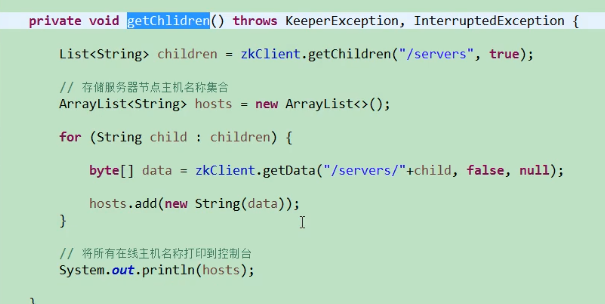 private void getChlidren() throws KeeperException, InterruptedException {
List<String> children = zkClient.getChildren("/servers", true);
// 存储服务器节点主机名称集合
ArrayList<String> hosts = new ArrayList<>();
for (String child : children) {
byte[] data = zkClient.getData("/servers/"+child, false, null);
hosts.add(new String(data));
}
// 将所有在线主机名称打印到控制台
System.out.println(hosts);
}